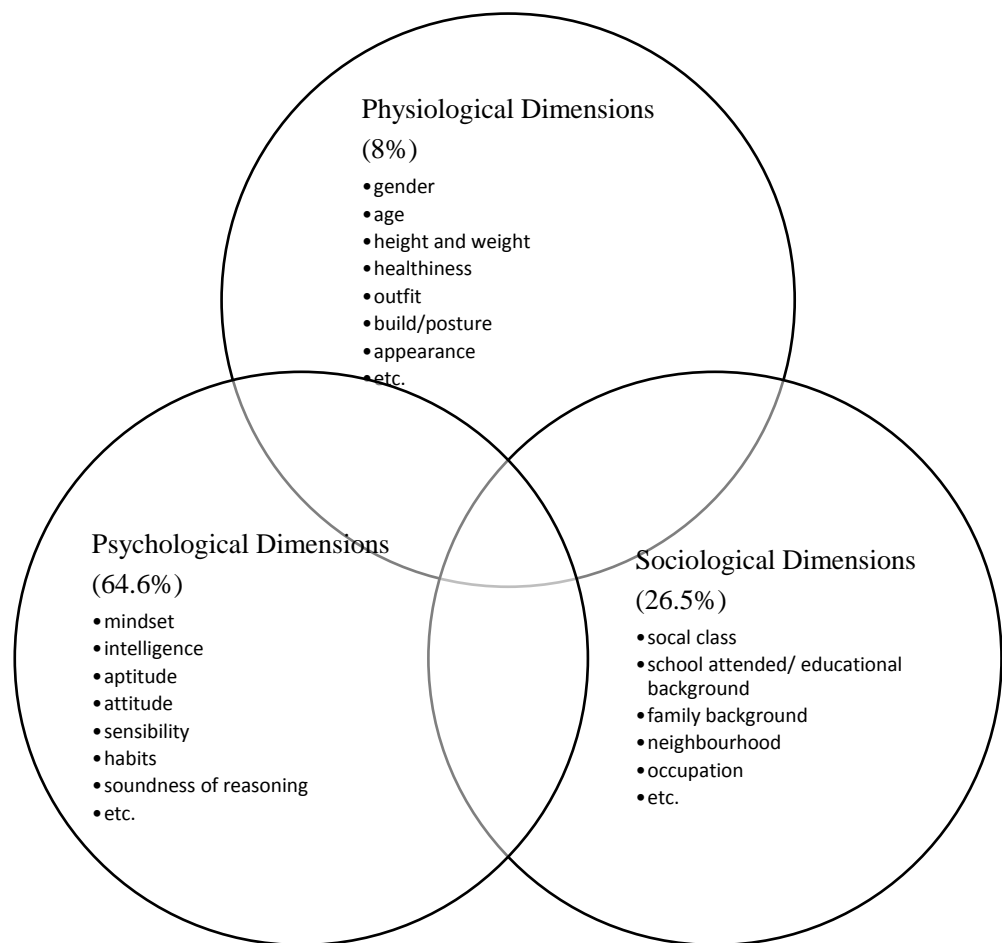 Physiological Dimensions
(8%)
•gender
•age
•height and weight
•healthiness
•outfit
•build/posture
•appearance
•etc.
Psychological Dimensions
(64.6%)
•mindset
•intelligence
•aptitude
•attitude
•sensibility
•habits
•soundness of reasoning
•etc.
Sociological Dimensions
(26.5%)
•socal class
•school attended/ educational
background
•family background
•neighbourhood
•occupation
•etc.